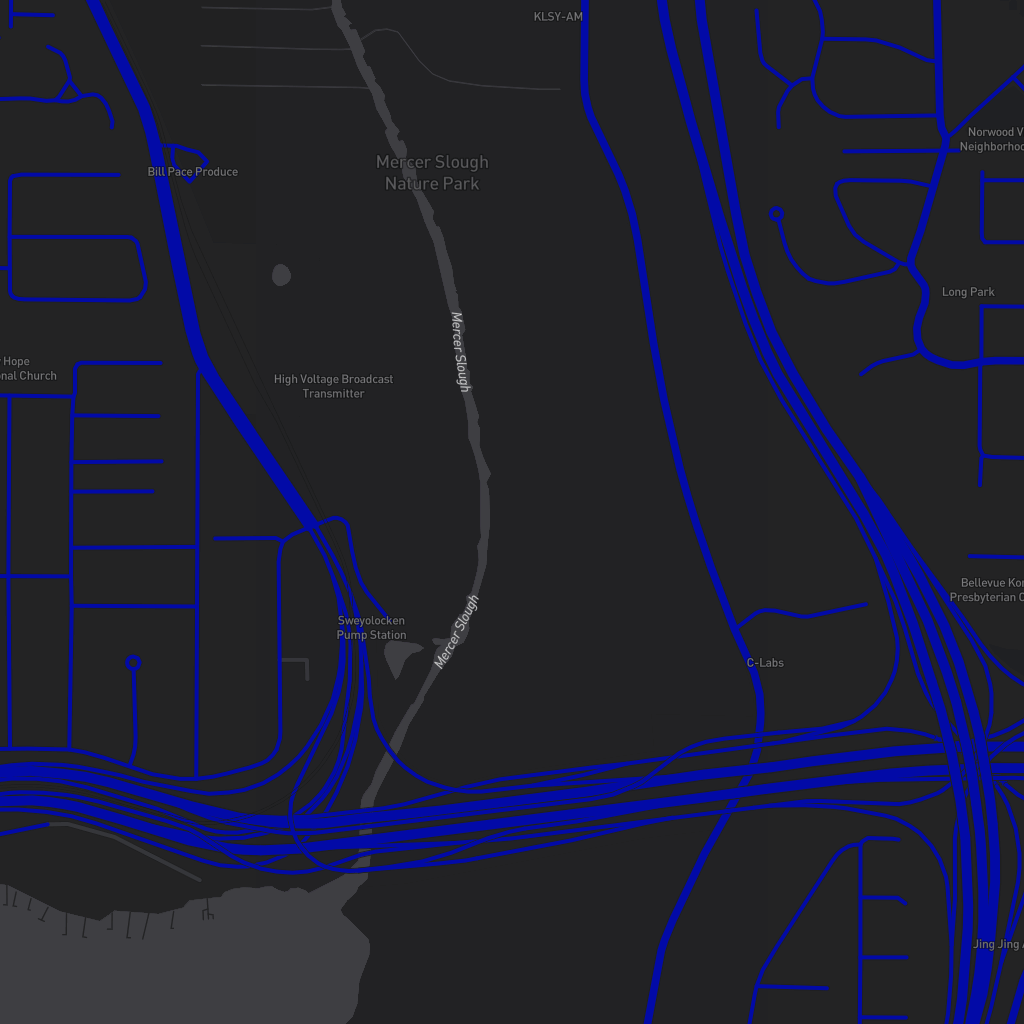 KLSY-AM
Norwood V
Neighborhoo
Mercer Slough
Nature Park
Bill Pace Produce
Long Park
Mercer Slough
Hope
onal Church
High Voltage Broadcast
Transmitter
Bellevue Kor
Presbyterian C
Sweyolocken
Pump Station
Mercer Slough
C-Labs
Jing Jing A